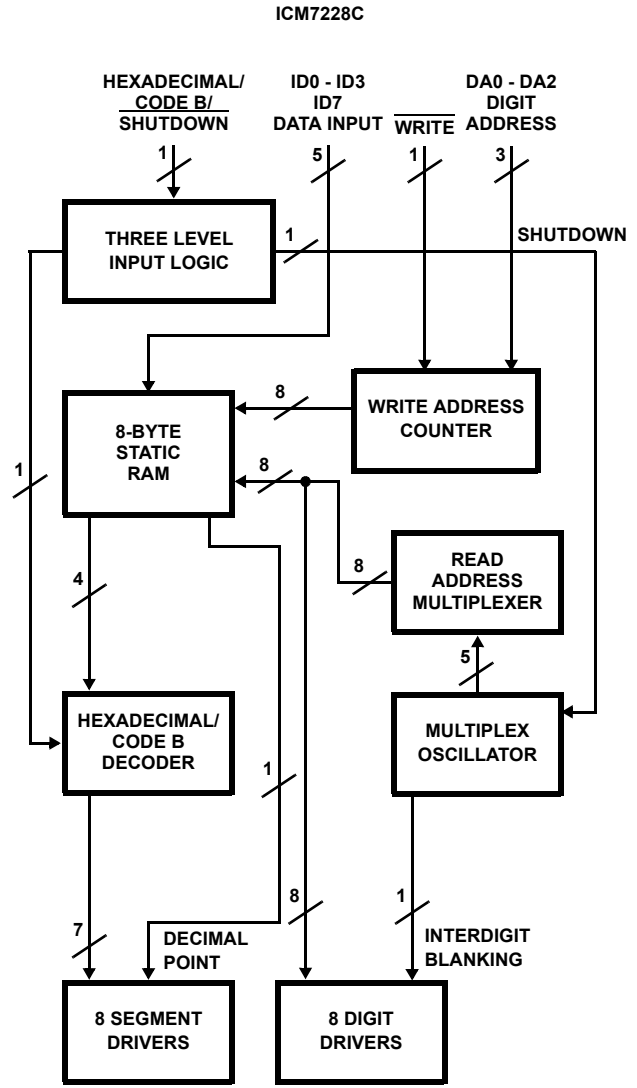 ICM7228C
HEXADECIMAL/
CODE B/
SHUTDOWN
ID0 - ID3
ID7
DATA INPUT
WRITE
DA0 - DA2
DIGIT
ADDRESS
1
5
1
3
THREE LEVEL
INPUT LOGIC
1
SHUTDOWN
8-BYTE
STATIC
RAM
8
WRITE ADDRESS
COUNTER
1
8
4
8
READ
ADDRESS
MULTIPLEXER
5
HEXADECIMAL/
CODE B
DECODER
MULTIPLEX
OSCILLATOR
1
7
DECIMAL
POINT
8
1
INTERDIGIT
BLANKING
8 SEGMENT
DRIVERS
8 DIGIT
DRIVERS